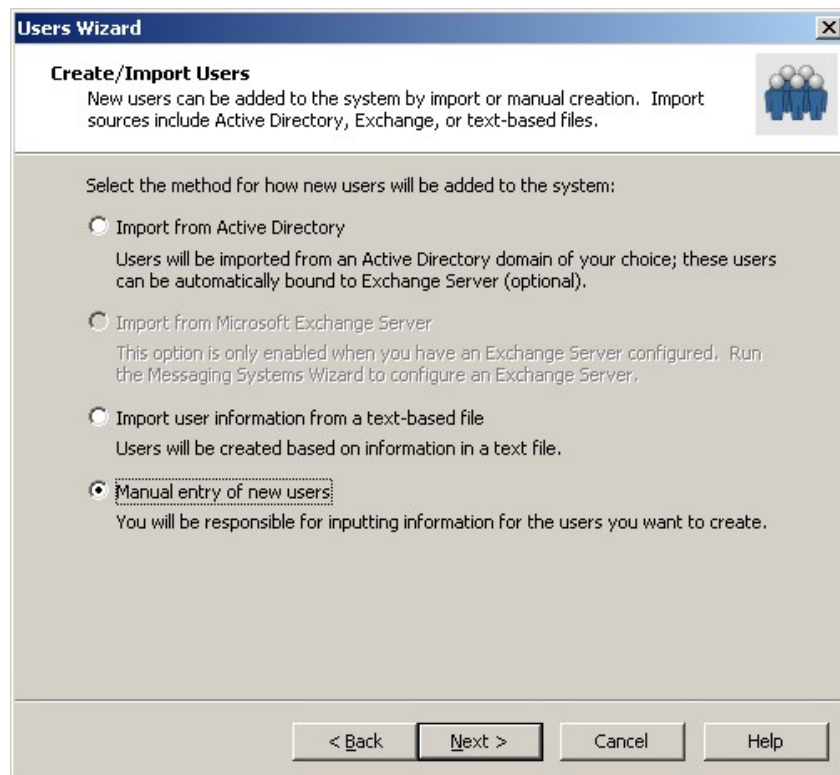 Users Wizard
Create/Import Users
New users can be added to the system by import or manual creation.  Import
sources include Active Directory, Exchange, or text-based files.
Select the method for how new users will be added to the system:
Import from Active Directory
Users will be imported from an Active Directory domain of your choice; these users
can be automatically bound to Exchange Server (optional).
Import from Microsoft Exchange Server
This option is only enabled when you have an Exchange Server configured.  Run
the Messaging Systems Wizard to configure an Exchange Server.
Import user information from a text-based file
Users will be created based on information in a text file.
Manual entry of new users
You will be responsible for inputting information for the users you want to create.
< Back Next > Cancel Help